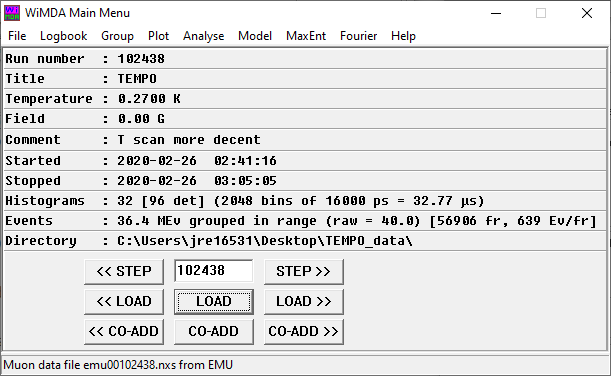 WiMDA Main Menu
File Logbook Group Plot Analyse Model MaxEnt Fourier Help
Run number : 102438
Title : TEMPO
Temperature : 0.2700 K
Field : 0.00 G
Comment : T scan more decent
Started : 2020-02-26 02:41:16
Stopped : 2020-02-26 03:05:05
Histograms : 32 [96 det] (2048 bins of 16000 ps = 32.77 µs)
Events : 36.4 MEv grouped in range (raw = 40.0) [56906 fr, 639 Ev/fr]
Directory : C:\Users\jre16531\Desktop\TEMPO_data\
<< STEP 102438 STEP >>
<< LOAD LOAD LOAD >>
<< CO-ADD CO-ADD CO-ADD >>
Muon data file emu00102438.nxs from EMU